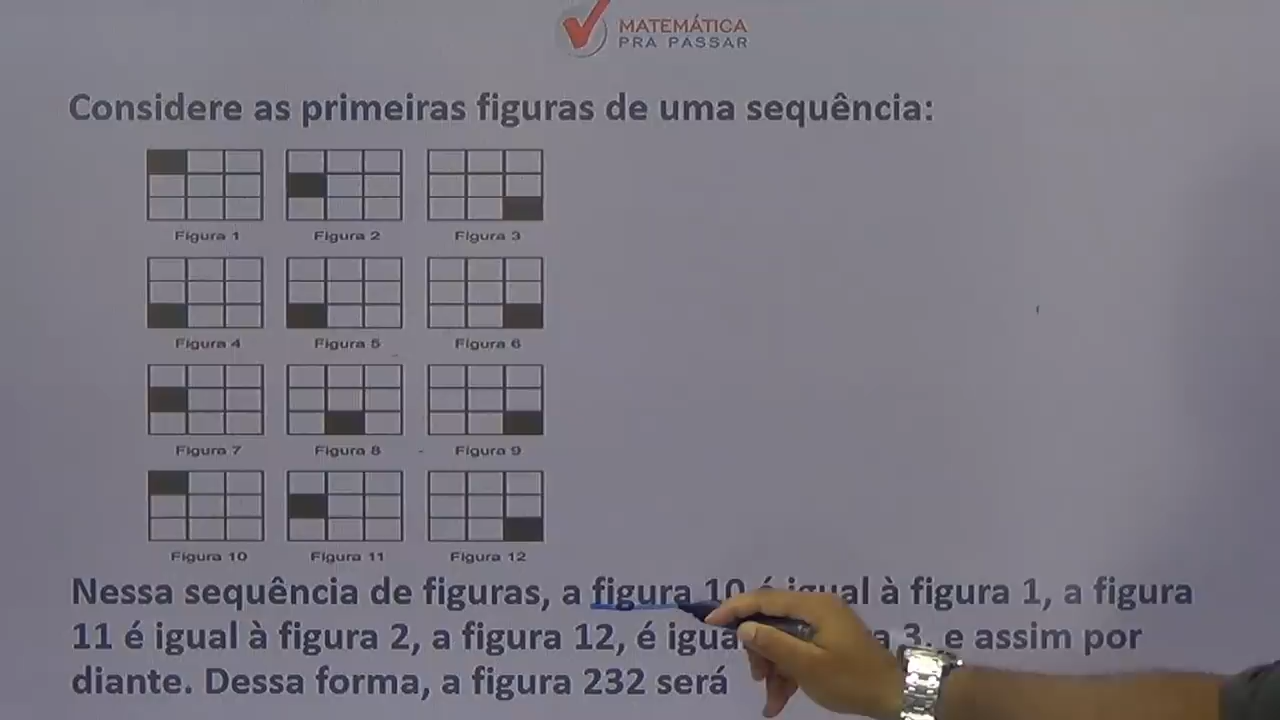 MATEMÁTICA
PRA PASSAR
Considere as primeiras figuras de uma sequência:
Figura 1 Figura 2 Figura 3
Figura 4 Figura 5 Figura 6
Figura 7 Figura 8 Figura 9
Figura 10 Figura 11 Figura 12
Nessa sequência de figuras, a figura 10 é igual à figura 1, a figura
11 é igual à figura 2, a figura 12, é 3, e assim por
diante. Dessa forma, a figura 232 será